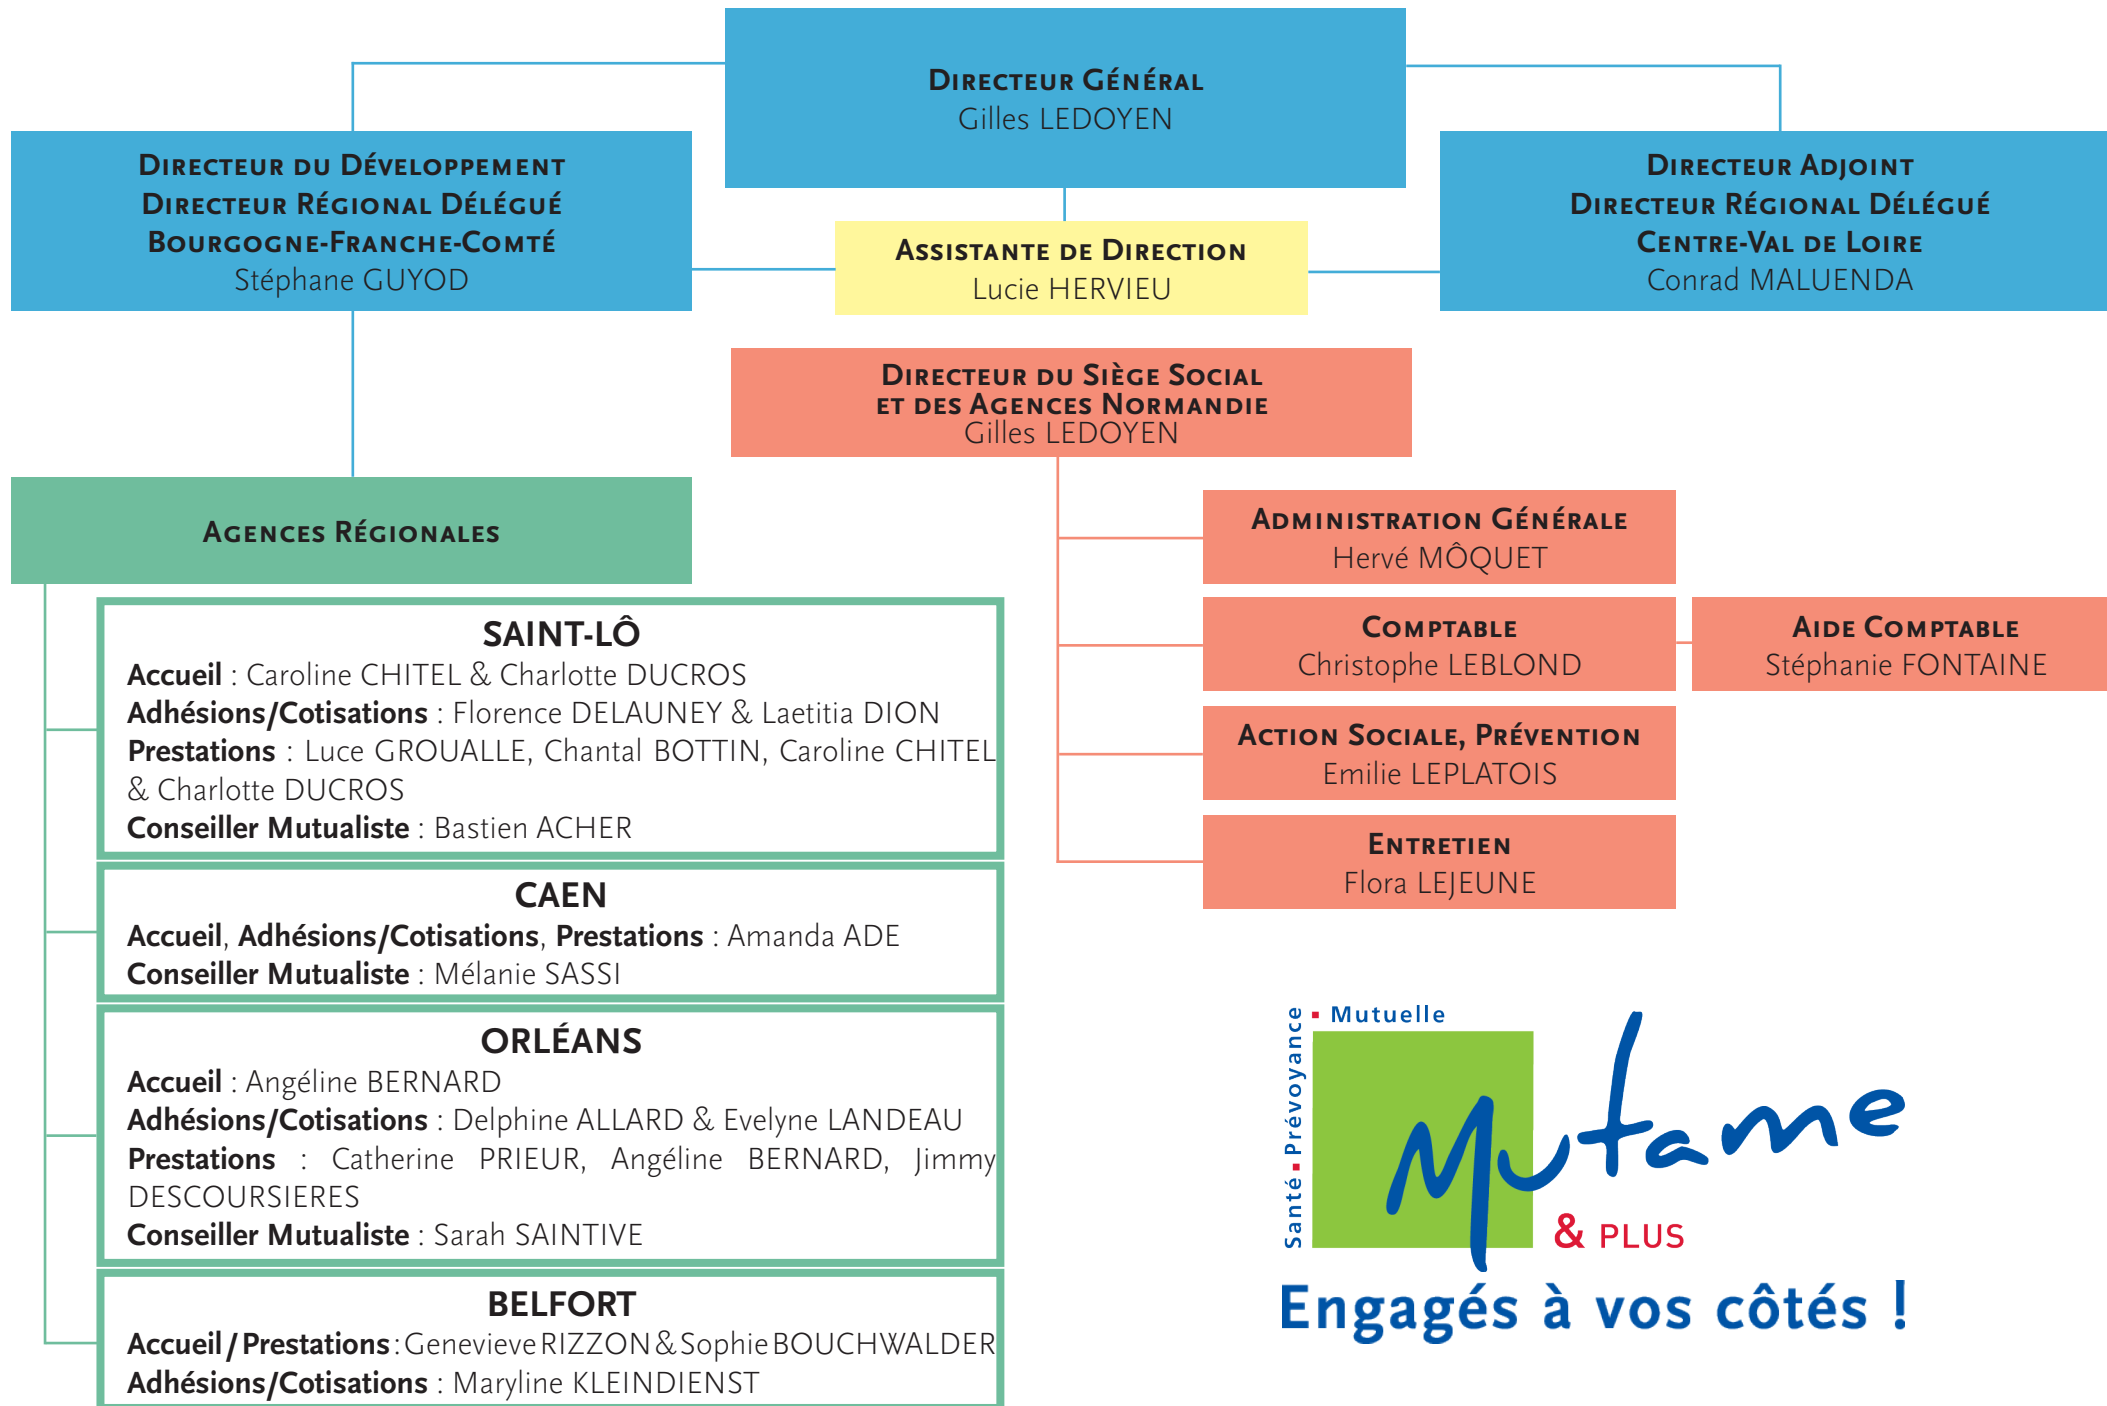 Directeur Général
Gilles LEDOYEN
Directeur du Développement
Directeur Régional Délégué
Bourgogne-Franche-Comté
Stéphane GUYOD
Assistante de Direction
Lucie HERVIEU
Directeur Adjoint
Directeur Régional Délégué
Centre-Val de Loire
Conrad MALUENDA
Directeur du Siège Social
et des Agences Normandie
Gilles LEDOYEN
Agences Régionales
SAINT-LÔ
Accueil : Caroline CHITEL & Charlotte DUCROS
Adhésions/Cotisations : Florence DELAUNEY & Laetitia DION
Prestations : Luce GROUALLE, Chantal BOTTIN, Caroline CHITEL
& Charlotte DUCROS
Conseiller Mutualiste : Bastien ACHER
CAEN
Accueil, Adhésions/Cotisations, Prestations : Amanda ADE
Conseiller Mutualiste : Mélanie SASSI
ORLÉANS
Accueil : Angéline BERNARD
Adhésions/Cotisations : Delphine ALLARD & Evelyne LANDEAU
Prestations : Catherine PRIEUR, Angéline BERNARD, Jimmy
DESCOURSIERES
Conseiller Mutualiste : Sarah SAINTIVE
BELFORT
Accueil / Prestations : Genevieve RIZZON & Sophie BOUCHWALDER
Adhésions/Cotisations : Maryline KLEINDIENST
Administration Générale
Hervé MÔQUET
Comptable
Christophe LEBLOND
Aide Comptable
Stéphanie FONTAINE
Action Sociale, Prévention
Emilie LEPLATOIS
Entretien
Flora LEJEUNE
Santé ▪ Prévoyance ▪ Mutuelle
Mutame
& PLUS
Engagés à vos côtés !